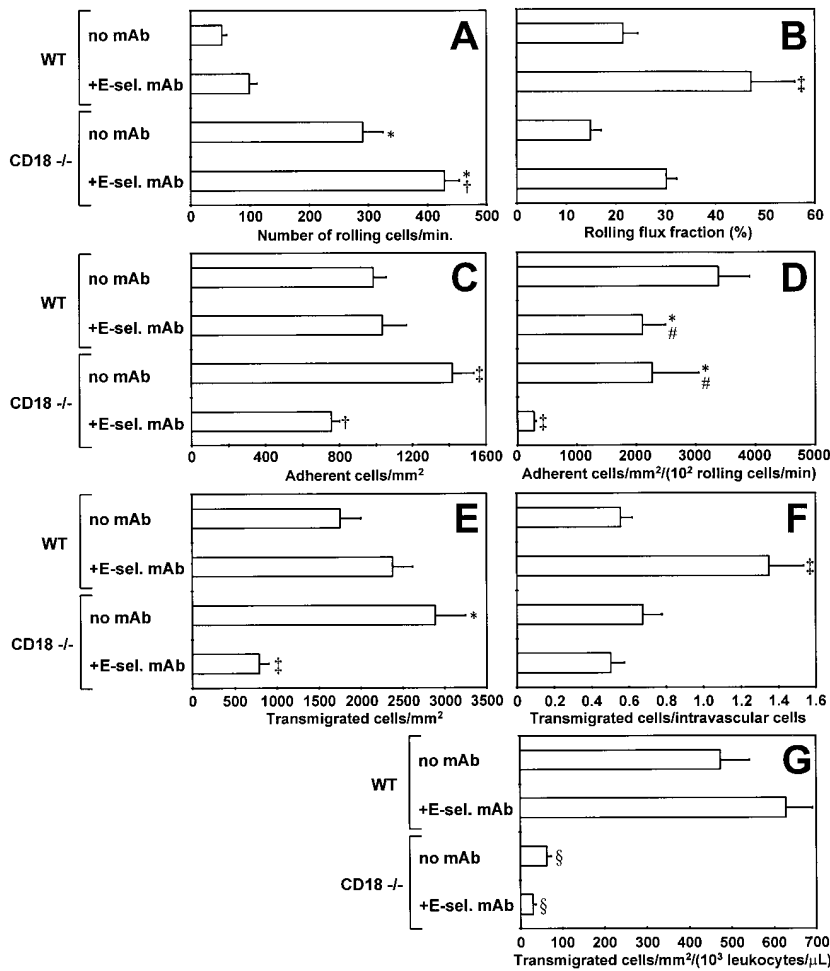 A B
WT
no mAb
+E-sel. mAb
‡
CD18 -/-
no mAb
*
+E-sel. mAb
*
†
0 100 200 300 400 500
0 10 20 30 40 50 60
Number of rolling cells/min.
Rolling flux fraction (%)
C D
WT
no mAb
+E-sel. mAb
*
#
CD18 -/-
no mAb
‡
*
#
+E-sel. mAb
†
‡
0 400 800 1200 1600
0 1000 2000 3000 4000 5000
Adherent cells/mm²
Adherent cells/mm²/(10² rolling cells/min)
E F
WT
no mAb
+E-sel. mAb
‡
CD18 -/-
no mAb
*
+E-sel. mAb
‡
0 500 1000 1500 2000 2500 3000 3500
0.0 0.2 0.4 0.6 0.8 1.0 1.2 1.4 1.6
Transmigrated cells/mm²
Transmigrated cells/intravascular cells
G
WT
no mAb
+E-sel. mAb
CD18 -/-
no mAb
§
+E-sel. mAb
§
0 100 200 300 400 500 600 700
Transmigrated cells/mm²/(10³ leukocytes/µL)